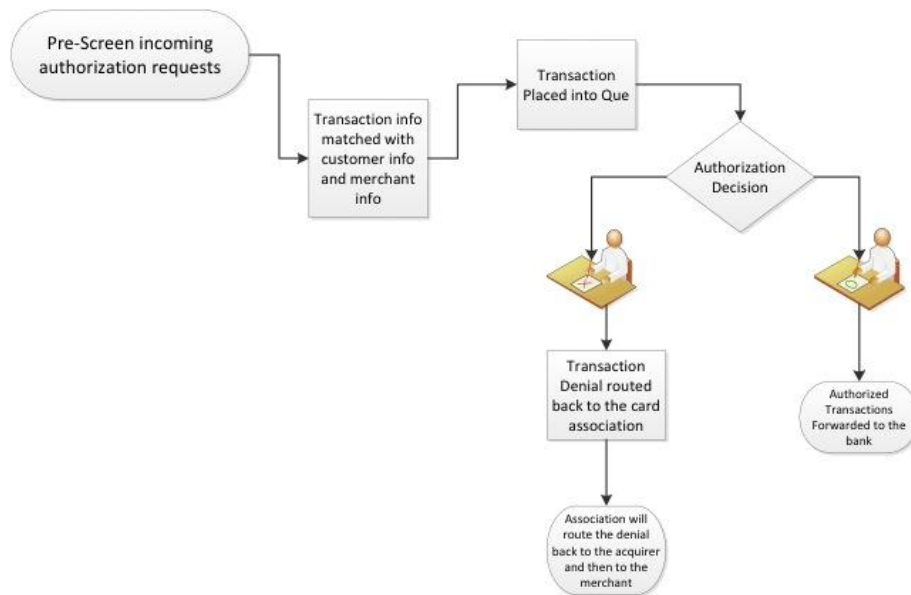 Pre-Screen incoming
authorization requests
Transaction info
matched with
customer info
and merchant
info
Transaction
Placed into Que
Authorization
Decision
Transaction
Denial routed
back to the card
association
Association will
route the denial
back to the acquirer
and then to the
merchant
Authorized
Transactions
Forwarded to the
bank